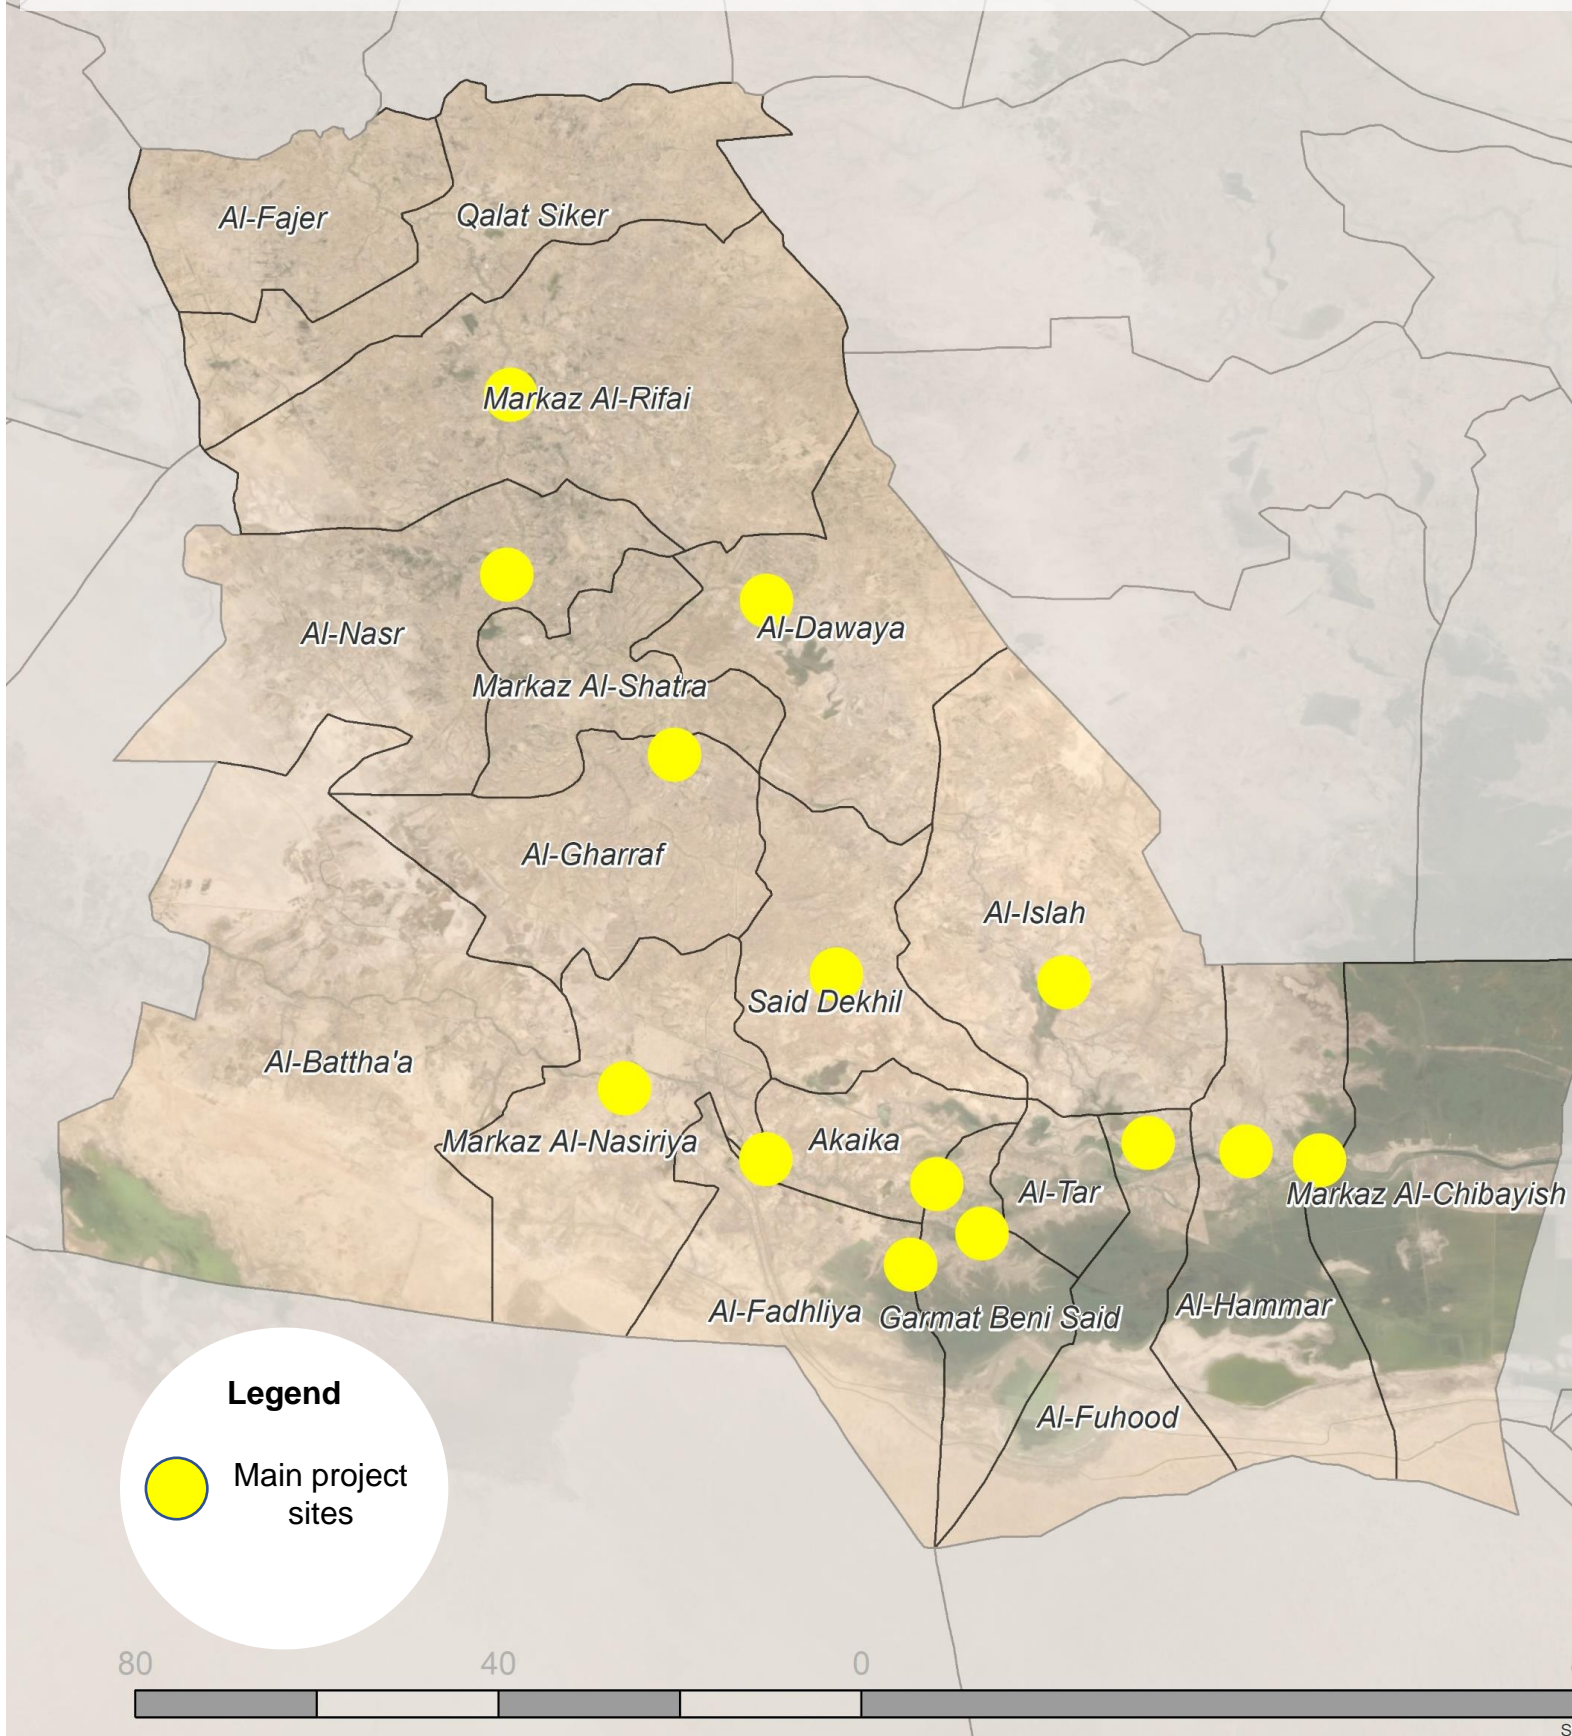 Al-Fajer
Qalat Siker
Markaz Al-Rifai
Al-Nasr
Al-Dawaya
Markaz Al-Shatra
Al-Gharraf
Al-Islah
Said Dekhil
Al-Battha'a
Markaz Al-Nasiriya
Akaika
Al-Tar
Markaz Al-Chibayish
Al-Fadhliya
Garmat Beni Said
Al-Hammar
Al-Fuhood
Legend
Main project
sites
80 40 0
S